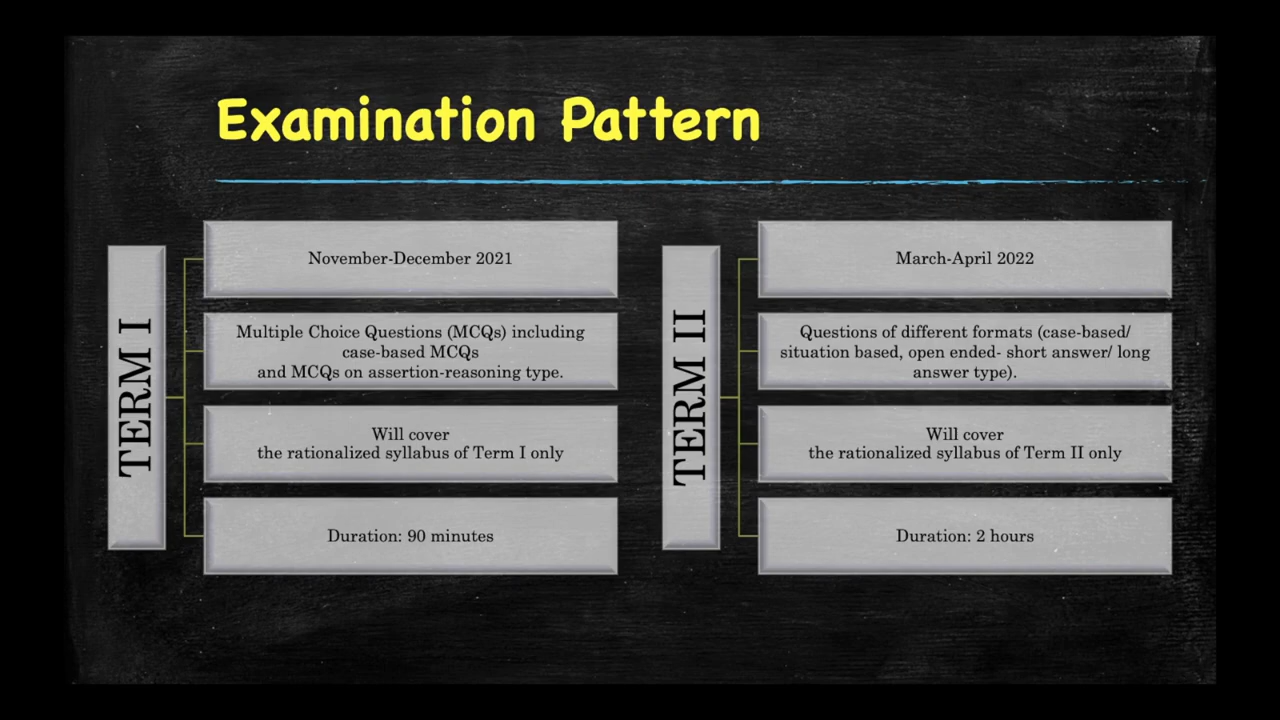 Examination Pattern
TERM I
November-December 2021
Multiple Choice Questions (MCQs) including
case-based MCQs
and MCQs on assertion-reasoning type.
Will cover
the rationalized syllabus of Term I only
Duration: 90 minutes
TERM II
March-April 2022
Questions of different formats (case-based/
situation based, open ended- short answer/ long
answer type).
Will cover
the rationalized syllabus of Term II only
Duration: 2 hours